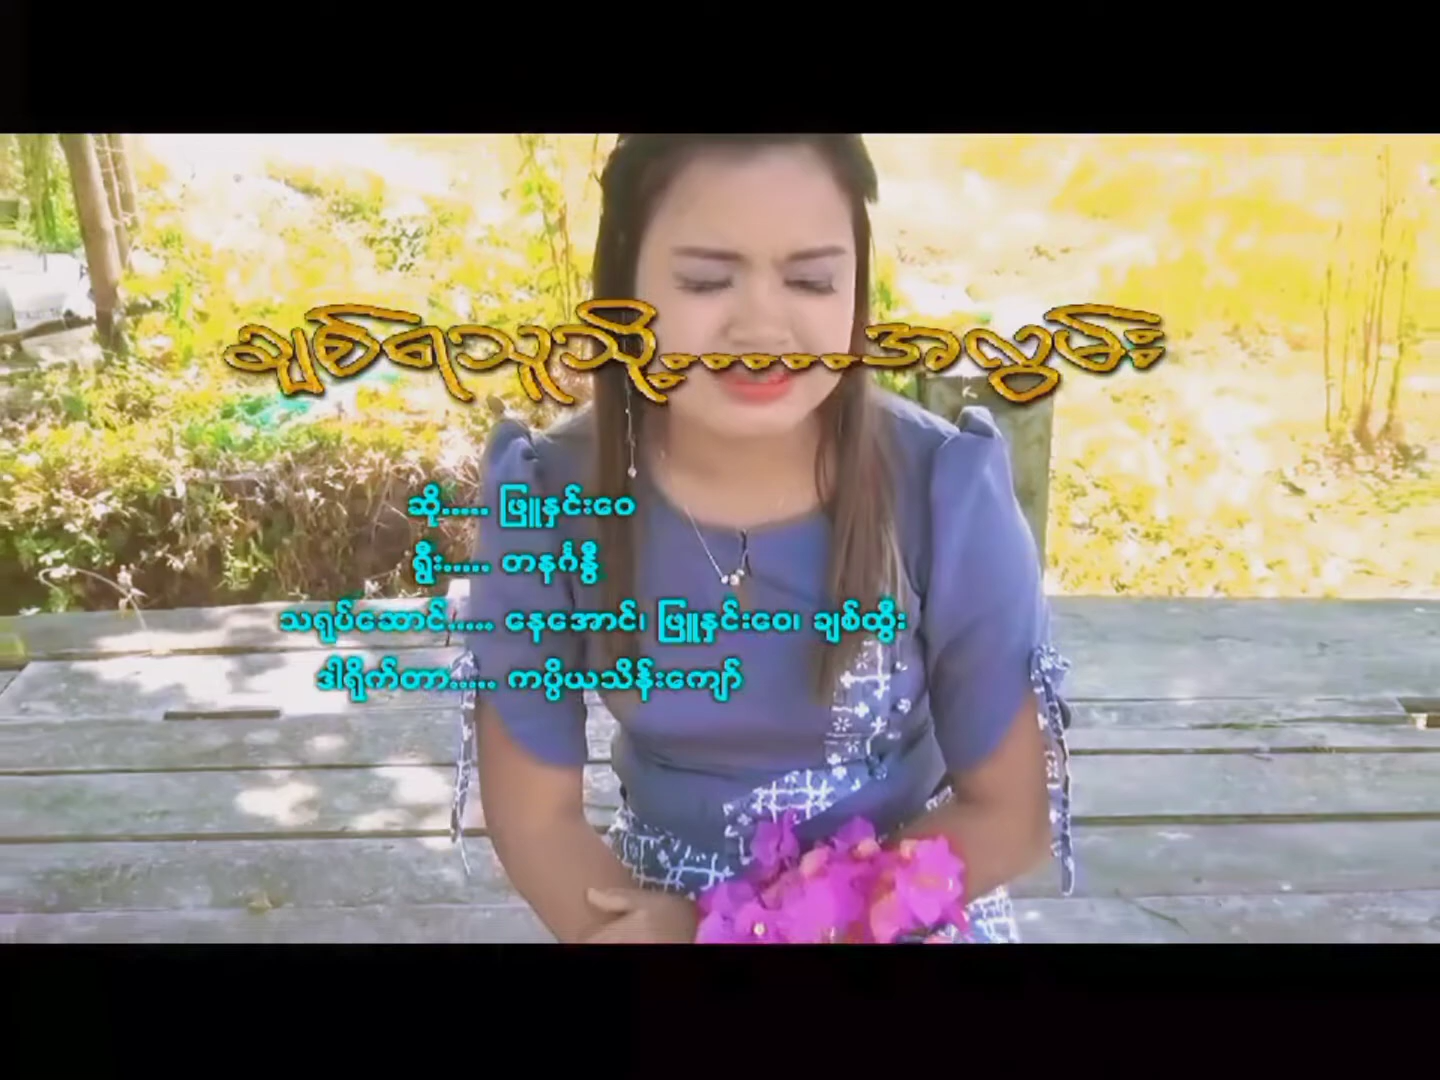 ချစ်ရသူသို့......အလွမ်း
ဆို..... ဖြူနှင်းဝေ
ရှီး..... တနင်္ဂနွီ
သရုပ်ဆောင်..... နေအောင်၊ ဖြူနှင်းဝေ၊ ချစ်ထွီး
ဒါရိုက်တာ..... ကပ္ပိယသိန်းကျော်